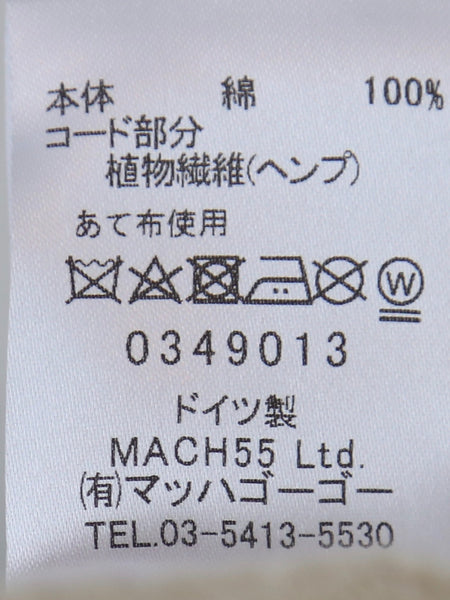 本体 綿 100%
コード部分
植物繊維(ヘンプ)
あて布使用
W
0349013
ドイツ製
MACH55 Ltd.
(有)マッハゴーゴー
TEL.03-5413-5530